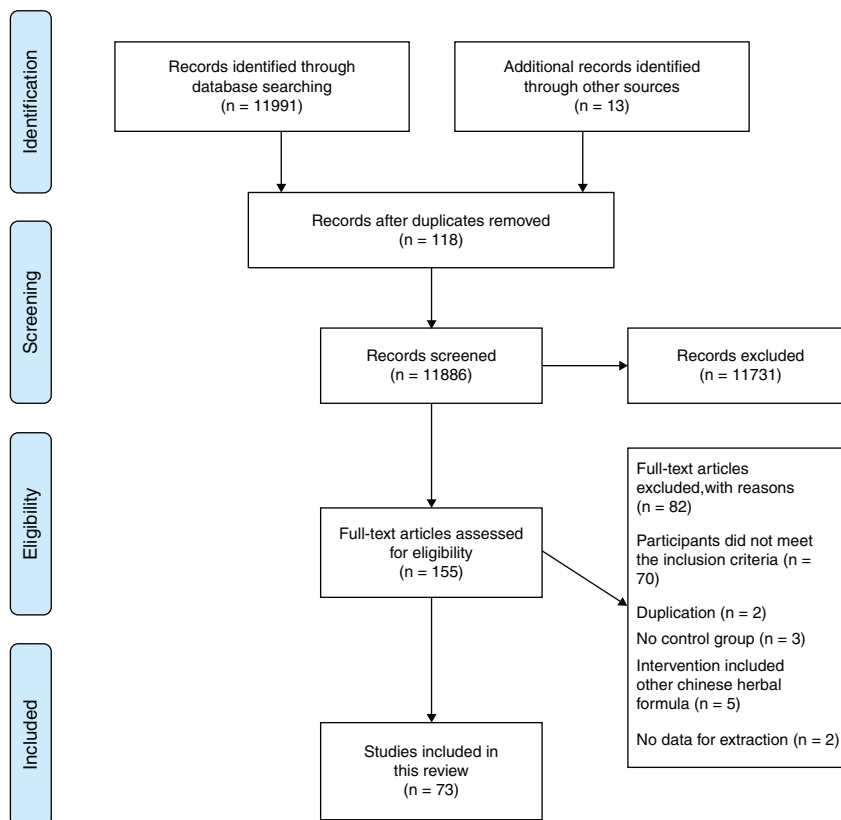 Identification
Records identified through
database searching
(n = 11991)
Additional records identified
through other sources
(n = 13)
Records after duplicates removed
(n = 118)
Screening
Records screened
(n = 11886)
Records excluded
(n = 11731)
Eligibility
Full-text articles assessed
for eligibility
(n = 155)
Full-text articles
excluded,with reasons
(n = 82)
Participants did not meet
the inclusion criteria (n =
70)
Duplication (n = 2)
No control group (n = 3)
Intervention included
other chinese herbal
formula (n = 5)
No data for extraction (n = 2)
Included
Studies included in
this review
(n = 73)